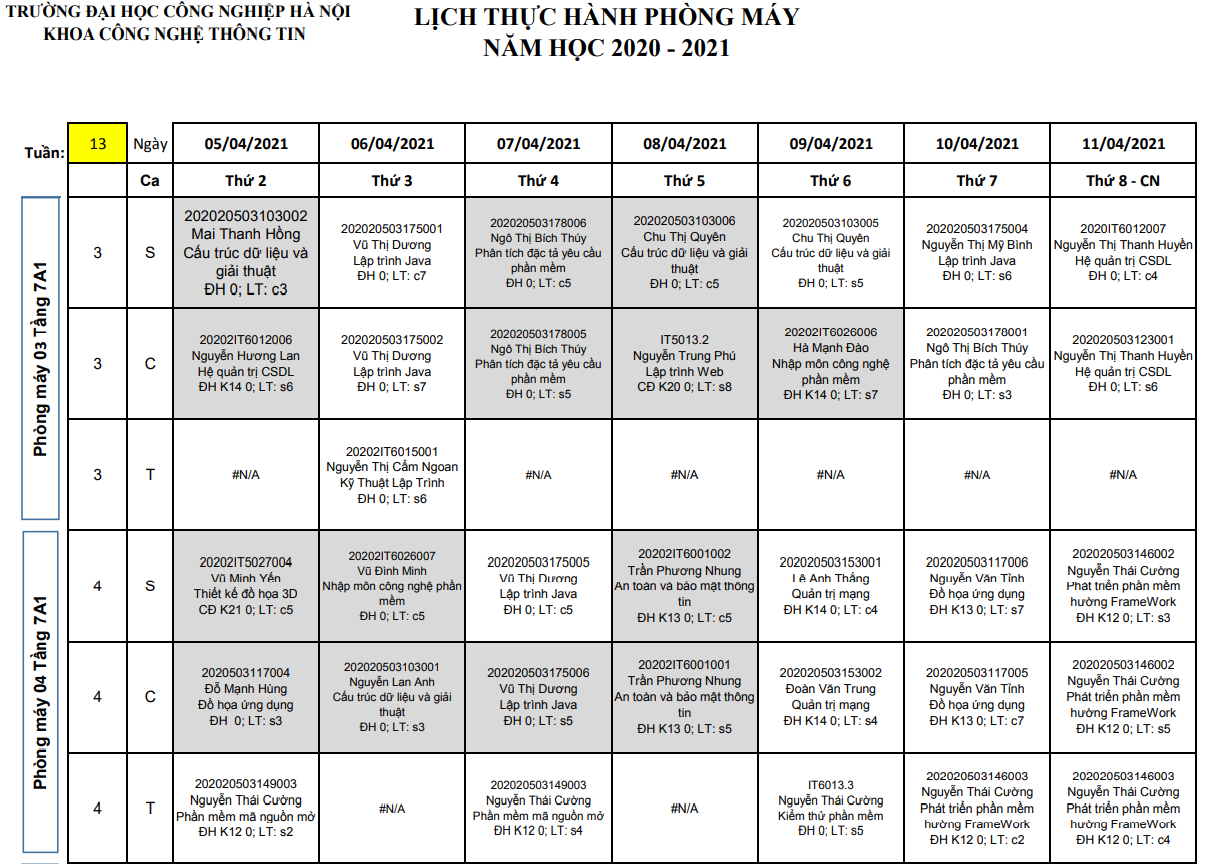 TRƯỜNG ĐẠI HỌC CÔNG NGHIỆP HÀ NỘI
KHOA CÔNG NGHỆ THÔNG TIN
LỊCH THỰC HÀNH PHÒNG MÁY
NĂM HỌC 2020 - 2021
Tuần: 13 Ngày 05/04/2021 06/04/2021 07/04/2021 08/04/2021 09/04/2021 10/04/2021 11/04/2021
Ca Thứ 2 Thứ 3 Thứ 4 Thứ 5 Thứ 6 Thứ 7 Thứ 8 - CN
Phòng máy 03 Tầng 7A1
3 S
202020503103002
Mai Thanh Hồng
Cấu trúc dữ liệu và
giải thuật
ĐH 0; LT: c3
202020503175001
Vũ Thị Dương
Lập trình Java
ĐH 0; LT: c7
202020503178006
Ngô Thị Bích Thúy
Phân tích đặc tả yêu cầu
phần mềm
ĐH 0; LT: c5
202020503103006
Chu Thị Quyên
Cấu trúc dữ liệu và giải
thuật
ĐH 0; LT: c5
202020503103005
Chu Thị Quyên
Cấu trúc dữ liệu và giải
thuật
ĐH 0; LT: s5
202020503175004
Nguyễn Thị Mỹ Bình
Lập trình Java
ĐH 0; LT: s6
2020IT6012007
Nguyễn Thị Thanh Huyền
Hệ quản trị CSDL
ĐH 0; LT: c4
3 C
20202IT6012006
Nguyễn Hương Lan
Hệ quản trị CSDL
ĐH K14 0; LT: s6
202020503175002
Vũ Thị Dương
Lập trình Java
ĐH 0; LT: s7
202020503178005
Ngô Thị Bích Thúy
Phân tích đặc tả yêu cầu
phần mềm
ĐH 0; LT: s5
IT5013.2
Nguyễn Trung Phú
Lập trình Web
CĐ K20 0; LT: s8
20202IT6026006
Hà Mạnh Đào
Nhập môn công nghệ
phần mềm
ĐH K14 0; LT: s7
202020503178001
Ngô Thị Bích Thúy
Phân tích đặc tả yêu cầu
phần mềm
ĐH 0; LT: s3
202020503123001
Nguyễn Thị Thanh Huyền
Hệ quản trị CSDL
ĐH 0; LT: s6
3 T
#N/A
20202IT6015001
Nguyễn Thị Cẩm Ngoan
Kỹ Thuật Lập Trình
ĐH 0; LT: s6
#N/A
#N/A
#N/A
#N/A
#N/A
Phòng máy 04 Tầng 7A1
4 S
20202IT5027004
Vũ Minh Yến
Thiết kế đồ họa 3D
CĐ K21 0; LT: c5
20202IT6026007
Vũ Đình Minh
Nhập môn công nghệ phần
mềm
ĐH 0; LT: c5
202020503175005
Vũ Thị Dương
Lập trình Java
ĐH 0; LT: c5
20202IT6001002
Trần Phương Nhung
An toàn và bảo mật thông
tin
ĐH K13 0; LT: c5
202020503153001
Lê Anh Thắng
Quản trị mạng
ĐH K14 0; LT: c4
202020503117006
Nguyễn Văn Tỉnh
Đồ họa ứng dụng
ĐH K13 0; LT: s7
202020503146002
Nguyễn Thái Cường
Phát triển phần mềm
hướng FrameWork
ĐH K12 0; LT: s3
4 C
2020503117004
Đỗ Mạnh Hùng
Đồ họa ứng dụng
ĐH 0; LT: s3
202020503103001
Nguyễn Lan Anh
Cấu trúc dữ liệu và giải
thuật
ĐH 0; LT: s3
202020503175006
Vũ Thị Dương
Lập trình Java
ĐH 0; LT: s5
20202IT6001001
Trần Phương Nhung
An toàn và bảo mật thông
tin
ĐH K13 0; LT: s5
202020503153002
Đoàn Văn Trung
Quản trị mạng
ĐH K14 0; LT: s4
202020503117005
Nguyễn Văn Tỉnh
Đồ họa ứng dụng
ĐH K13 0; LT: c7
202020503146002
Nguyễn Thái Cường
Phát triển phần mềm
hướng FrameWork
ĐH K12 0; LT: s5
4 T
202020503149003
Nguyễn Thái Cường
Phần mềm mã nguồn mở
ĐH K12 0; LT: s2
#N/A
202020503149003
Nguyễn Thái Cường
Phần mềm mã nguồn mở
ĐH K12 0; LT: s4
#N/A
IT6013.3
Nguyễn Thái Cường
Kiểm thử phần mềm
ĐH 0; LT: s5
202020503146003
Nguyễn Thái Cường
Phát triển phần mềm
hướng FrameWork
ĐH K12 0; LT: c2
202020503146003
Nguyễn Thái Cường
Phát triển phần mềm
hướng FrameWork
ĐH K12 0; LT: c4